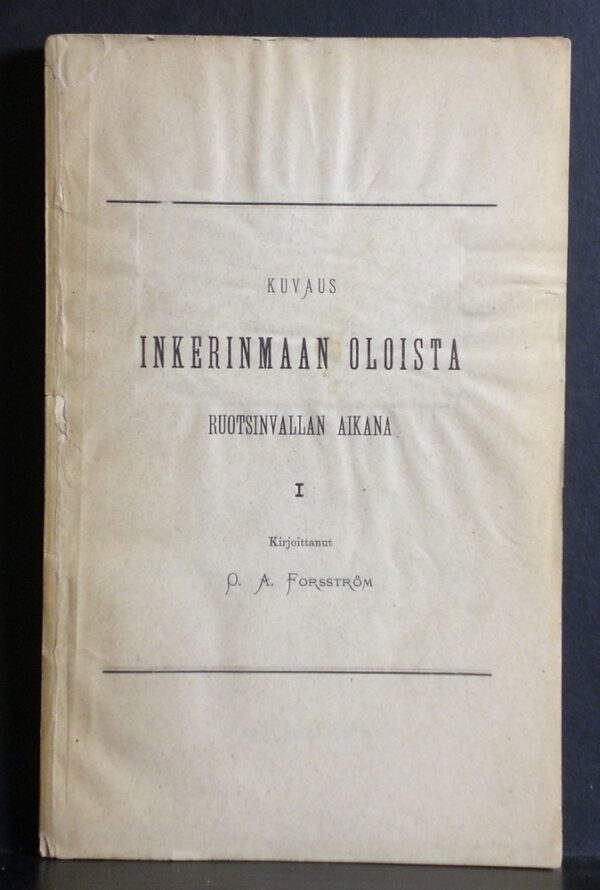 KUVAUS
INKERINMAAN OLOISTA
RUOTSINVALLAN AIKANA
I
Kirjoittanut
O. A. FORSSTRÖM